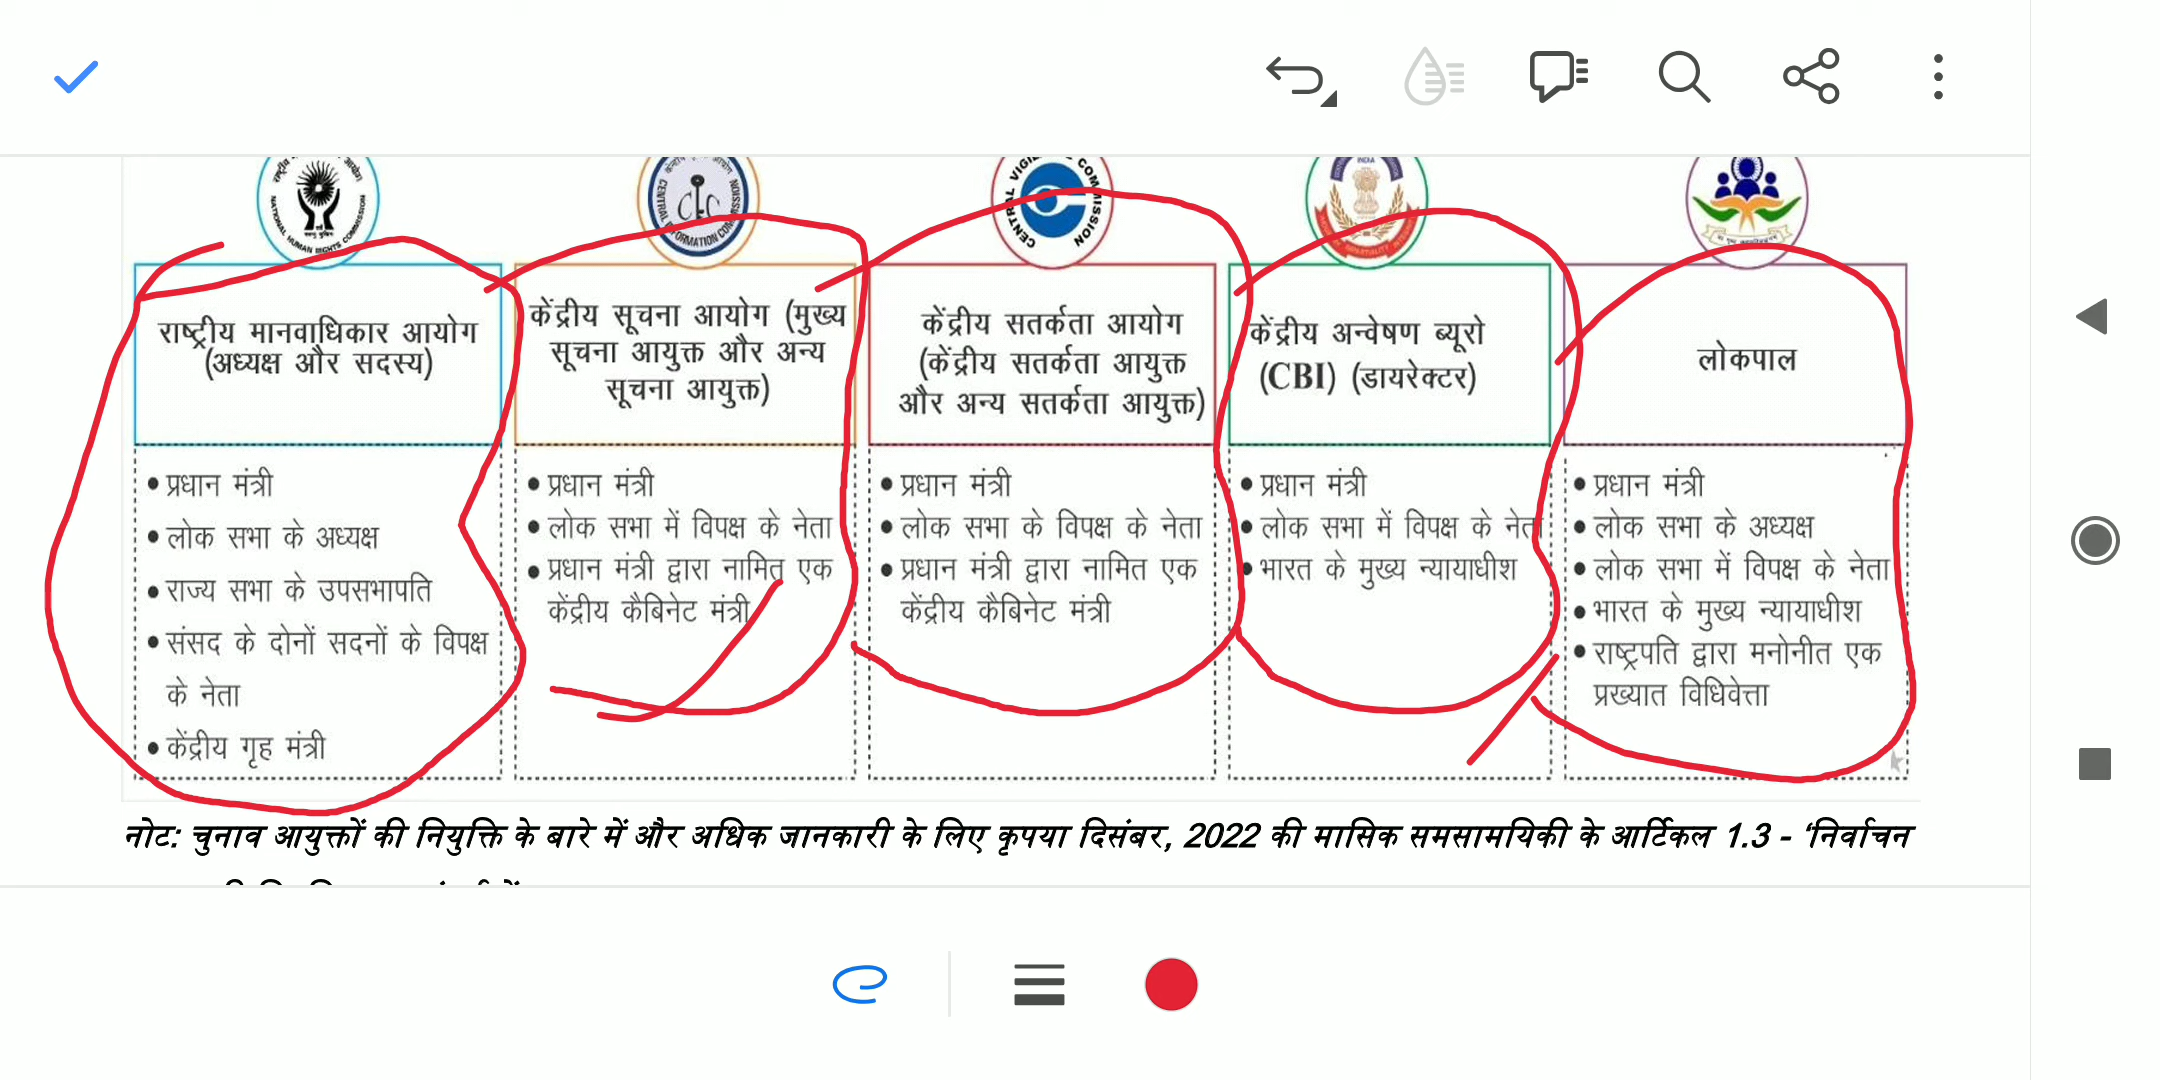 राष्ट्रीय मानवाधिकार आयोग
(अध्यक्ष और सदस्य)
• प्रधान मंत्री
• लोक सभा के अध्यक्ष
• राज्य सभा के उपसभापति
• संसद के दोनों सदनों के विपक्ष
के नेता
• केंद्रीय गृह मंत्री
केंद्रीय सूचना आयोग (मुख्य
सूचना आयुक्त और अन्य
सूचना आयुक्त)
• प्रधान मंत्री
• लोक सभा में विपक्ष के नेता
• प्रधान मंत्री द्वारा नामित एक
केंद्रीय कैबिनेट मंत्री
CENTRAL VIGI COMMISSION
केंद्रीय सतर्कता आयोग
(केंद्रीय सतर्कता आयुक्त
और अन्य सतर्कता आयुक्त)
• प्रधान मंत्री
• लोक सभा के विपक्ष के नेता
• प्रधान मंत्री द्वारा नामित एक
केंद्रीय कैबिनेट मंत्री
INDIA
केंद्रीय अन्वेषण ब्यूरो
(CBI) (डायरेक्टर)
• प्रधान मंत्री
• लोक सभा में विपक्ष के नेता
• भारत के मुख्य न्यायाधीश
लोकपाल
• प्रधान मंत्री
• लोक सभा के अध्यक्ष
• लोक सभा में विपक्ष के नेता
• भारत के मुख्य न्यायाधीश
• राष्ट्रपति द्वारा मनोनीत एक
प्रख्यात विधिवेत्ता
नोट: चुनाव आयुक्तों की नियुक्ति के बारे में और अधिक जानकारी के लिए कृपया दिसंबर, 2022 की मासिक समसामयिकी के आर्टिकल 1.3 - 'निर्वाचन